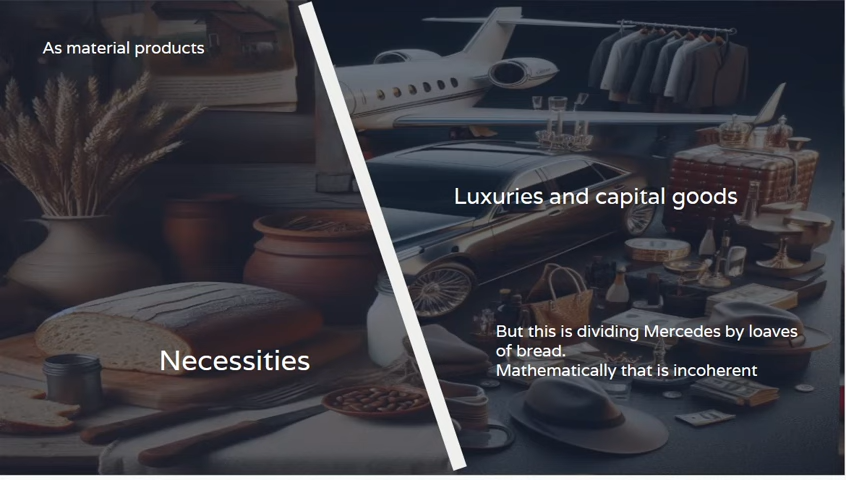 As material products
Luxuries and capital goods
But this is dividing Mercedes by loaves
of bread.
Mathematically that is incoherent
Necessities